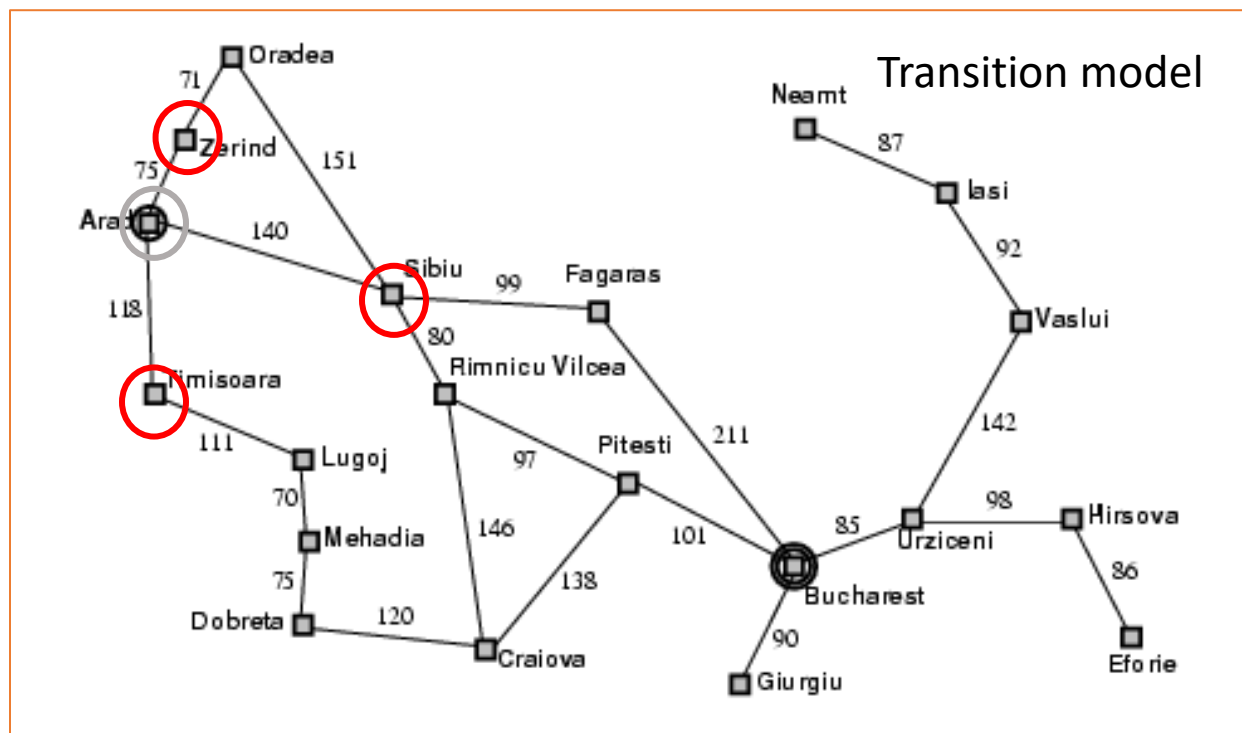 Oradea
Transition model
Neamt
71
87
Zerind
151
75
Iasi
Arad
140
92
Sibiu
Fagaras
99
118
Vaslui
80
Timisoara
Rimnicu Vilcea
142
211
111
Pitesti
Lugoj
97
70
98
Hirsova
146
85
Mehadia
101
Urziceni
138
86
75
Bucharest
120
Dobreta
90
Craiova
Eforie
Giurgiu